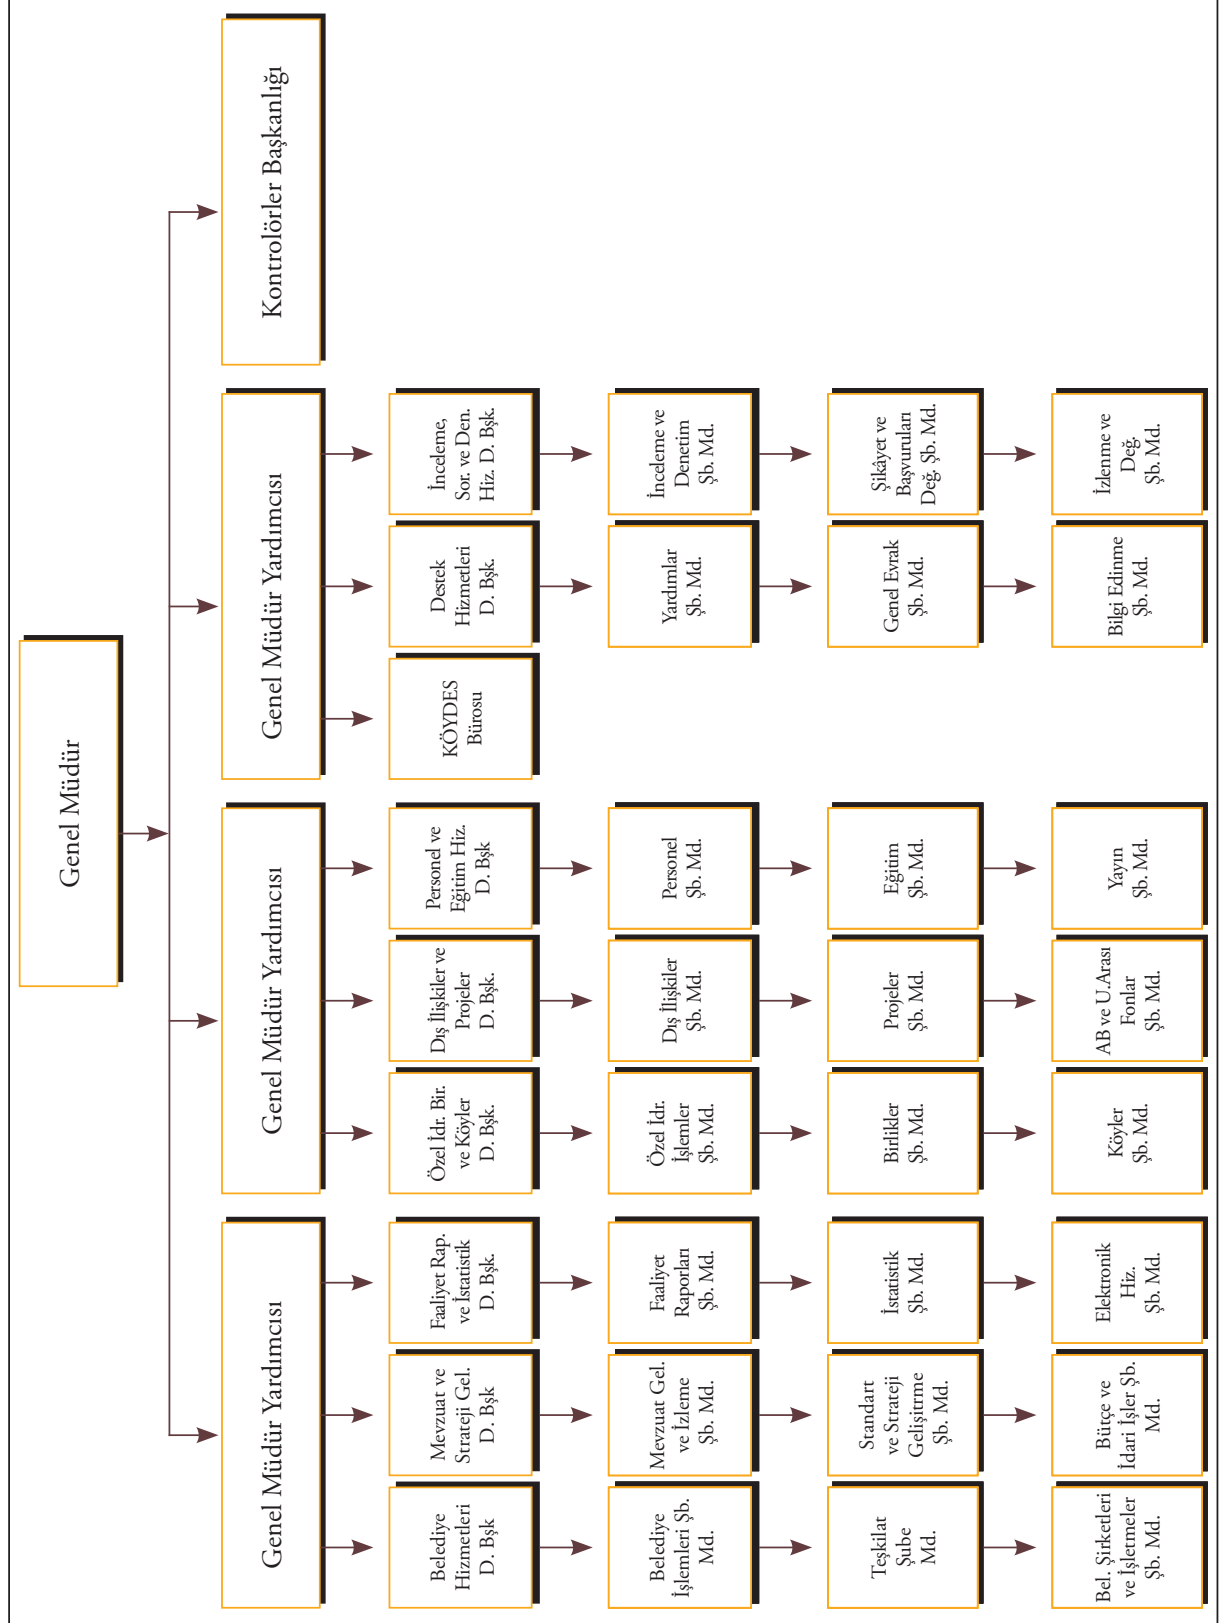 Genel Müdür
Genel Müdür Yardımcısı
Genel Müdür Yardımcısı
Genel Müdür Yardımcısı
Kontrolörler Başkanlığı
Belediye
Hizmetleri
D. Bşk
Mevzuat ve
Strateji Gel.
D. Bşk
Faaliyet Rap.
ve İstatistik
D. Bşk.
Özel İdr. Bir.
ve Köyler
D. Bşk.
Dış İlişkiler ve
Projeler
D. Bşk.
Personel ve
Eğitim Hiz.
D. Bşk
KÖYDES
Bürosu
Destek
Hizmetleri
D. Bşk.
İnceleme,
Sor. ve Den.
Hiz. D. Bşk.
Belediye
İşlemleri Şb.
Md.
Mevzuat Gel.
ve İzleme
Şb. Md.
Faaliyet
Raporları
Şb. Md.
Özel İdr.
İşlemler
Şb. Md.
Dış İlişkiler
Şb. Md.
Personel
Şb. Md.
Yardımlar
Şb. Md.
İnceleme ve
Denetim
Şb. Md.
Teşkilat
Şube
Md.
Standart
ve Strateji
Gelişitrme
Şb. Md.
İstatistik
Şb. Md.
Birlikler
Şb. Md.
Projeler
Şb. Md.
Eğitim
Şb. Md.
Genel Evrak
Şb. Md.
Şikâyet ve
Başvuruları
Değ. Şb. Md.
Bel. Şirketleri
ve İşletmeler
Şb. Md.
Bütçe ve
İdari İşler Şb.
Md.
Elektronik
Hiz.
Şb. Md.
Köyler
Şb. Md.
AB ve U.Arası
Fonlar
Şb. Md.
Yayın
Şb. Md.
Bilgi Edinme
Şb. Md.
İzlenme ve
Değ.
Şb. Md.